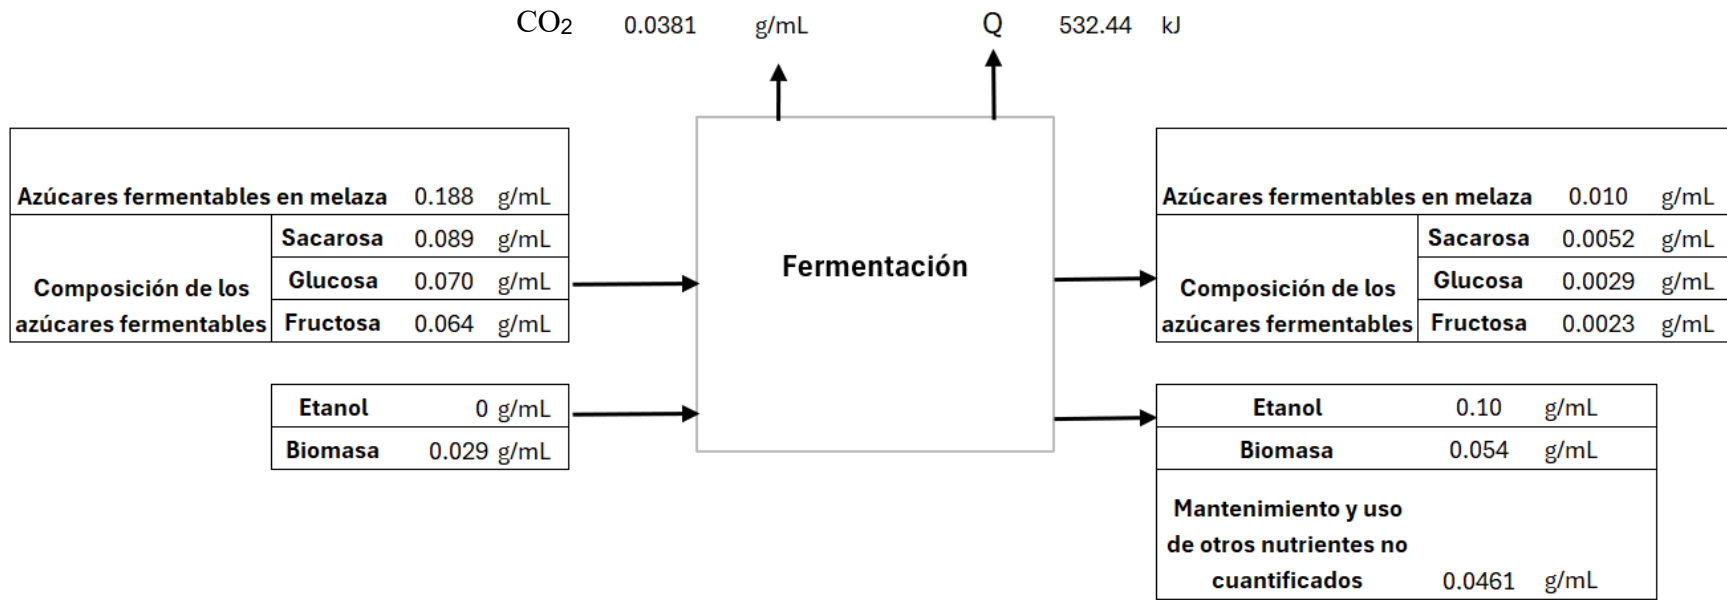 CO2 0.0381 g/mL Q 532.44 kJ
Azúcares fermentables en melaza 0.188 g/mL
Composición de los azúcares fermentables
Sacarosa 0.089 g/mL
Glucosa 0.070 g/mL
Fructosa 0.064 g/mL
Etanol 0 g/mL
Biomasa 0.029 g/mL
Fermentación
Azúcares fermentables en melaza 0.010 g/mL
Composición de los azúcares fermentables
Sacarosa 0.0052 g/mL
Glucosa 0.0029 g/mL
Fructosa 0.0023 g/mL
Etanol 0.10 g/mL
Biomasa 0.054 g/mL
Mantenimiento y uso
de otros nutrientes no
cuantificados 0.0461 g/mL